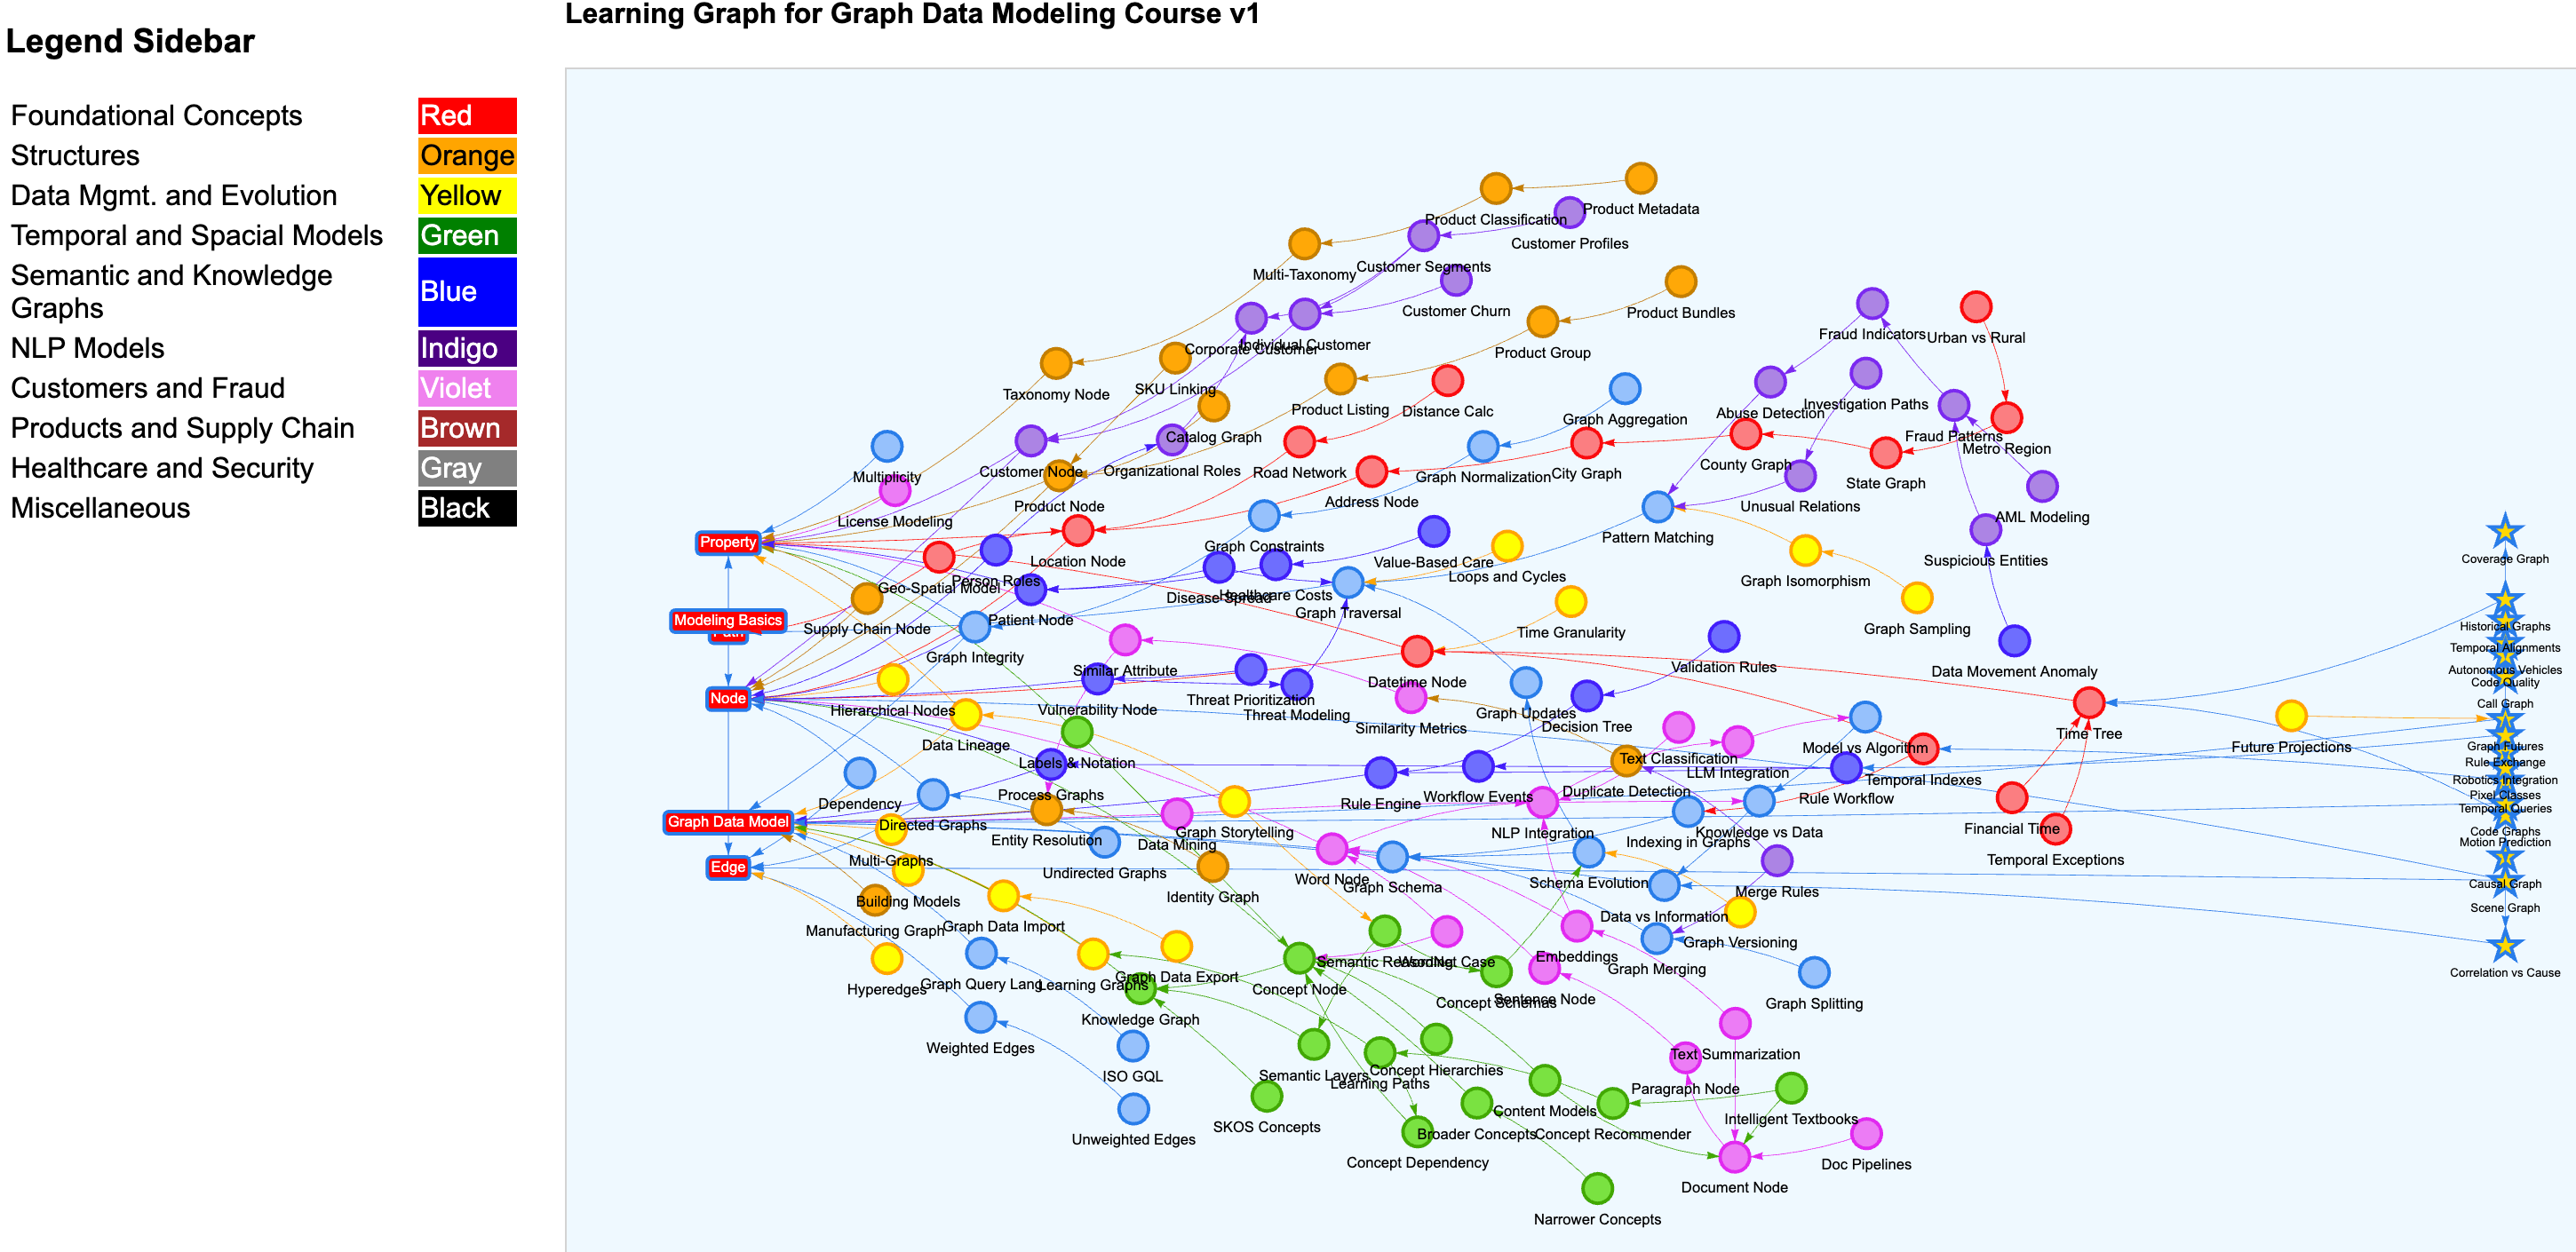 Learning Graph for Graph Data Modeling Course v1
Legend Sidebar
Foundational Concepts Red
Structures Orange
Data Mgmt. and Evolution Yellow
Temporal and Spacial Models Green
Semantic and Knowledge
Graphs Blue
NLP Models Indigo
Customers and Fraud Violet
Products and Supply Chain Brown
Healthcare and Security Gray
Miscellaneous Black
Product Metadata
Product Classification
Customer Profiles
Customer Segments
Multi-Taxonomy
Customer Churn
Product Bundles
Fraud Indicators
Urban vs Rural
Individual Customer
Corporate Customer
Product Group
SKU Linking
Taxonomy Node
Investigation Paths
Product Listing
Distance Calc
Abuse Detection
Graph Aggregation
Catalog Graph
Fraud Patterns
Metro Region
County Graph
Customer Node
Organizational Roles
Road Network
City Graph
Multiplicity
Graph Normalization
State Graph
Address Node
Product Node
Unusual Relations
License Modeling
AML Modeling
Pattern Matching
Property
Graph Constraints
Location Node
Suspicious Entities
Value-Based Care
Loops and Cycles
Person Roles
Graph Isomorphism
Geo-Spatial Model
Healthcare Costs
Disease Spread
Graph Traversal
Modeling Basics
Path
Patient Node
Supply Chain Node
Time Granularity
Graph Sampling
Graph Integrity
Similar Attribute
Validation Rules
Data Movement Anomaly
Datetime Node
Node
Threat Prioritization
Hierarchical Nodes
Vulnerability Node
Threat Modeling
Graph Updates
Similarity Metrics
Decision Tree
Time Tree
Data Lineage
Model vs Algorithm
Future Projections
Labels & Notation
Text Classification
LLM Integration
Temporal Indexes
Process Graphs
Duplicate Detection
Workflow Events
Rule Engine
Rule Workflow
Dependency
Graph Data Model
Directed Graphs
Graph Storytelling
NLP Integration
Knowledge vs Data
Financial Time
Entity Resolution
Data Mining
Indexing in Graphs
Temporal Exceptions
Multi-Graphs
Edge
Undirected Graphs
Word Node
Graph Schema
Schema Evolution
Merge Rules
Building Models
Identity Graph
Data vs Information
Manufacturing Graph
Graph Data Import
Graph Versioning
Embeddings
Graph Merging
Semantic Reasoning
WordNet Case
Graph Data Export
Hyperedges
Graph Query Lang
Learning Graphs
Concept Node
Concept Schemas
Sentence Node
Graph Splitting
Knowledge Graph
Weighted Edges
Text Summarization
ISO GQL
Semantic Layers
Concept Hierarchies
Learning Paths
Paragraph Node
Content Models
Intelligent Textbooks
SKOS Concepts
Unweighted Edges
Broader Concepts
Concept Recommender
Concept Dependency
Doc Pipelines
Document Node
Narrower Concepts
Coverage Graph
Historical Graphs
Temporal Alignments
Autonomous Vehicles
Code Quality
Call Graph
Graph Futures
Rule Exchange
Robotics Integration
Pixel Classes
Temporal Queries
Code Graphs
Motion Prediction
Causal Graph
Scene Graph
Correlation vs Cause